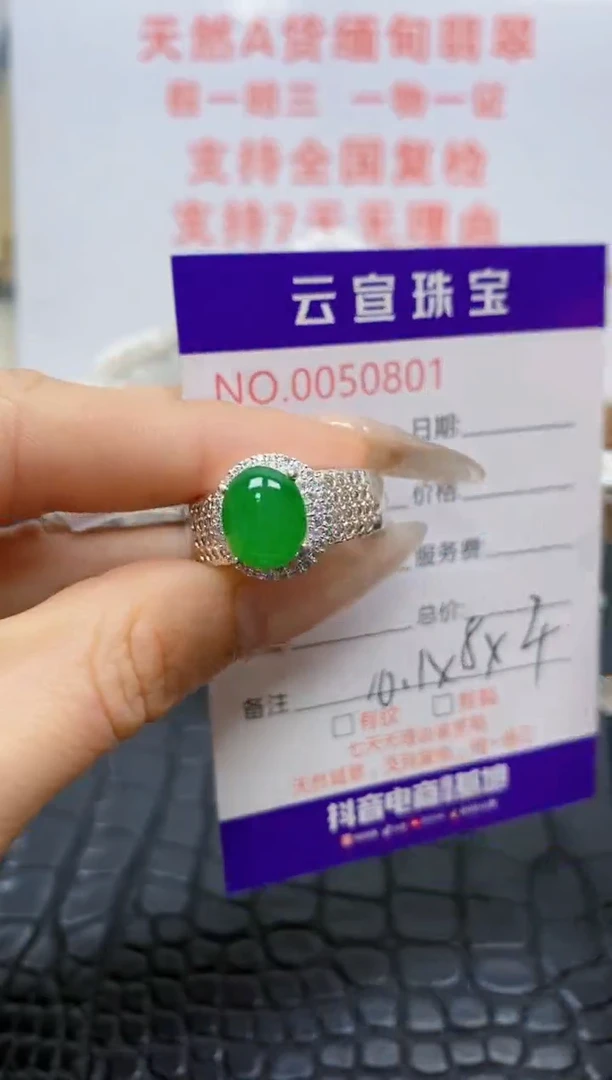 天然A货缅甸翡翠
假一赔三 一物一证
支持全国复检
支持7天无理由
云宣珠宝
NO.0050801
日期:
价格:
服务费
总价:
备注 10.1x8x4
有纹
抖音电商 基地